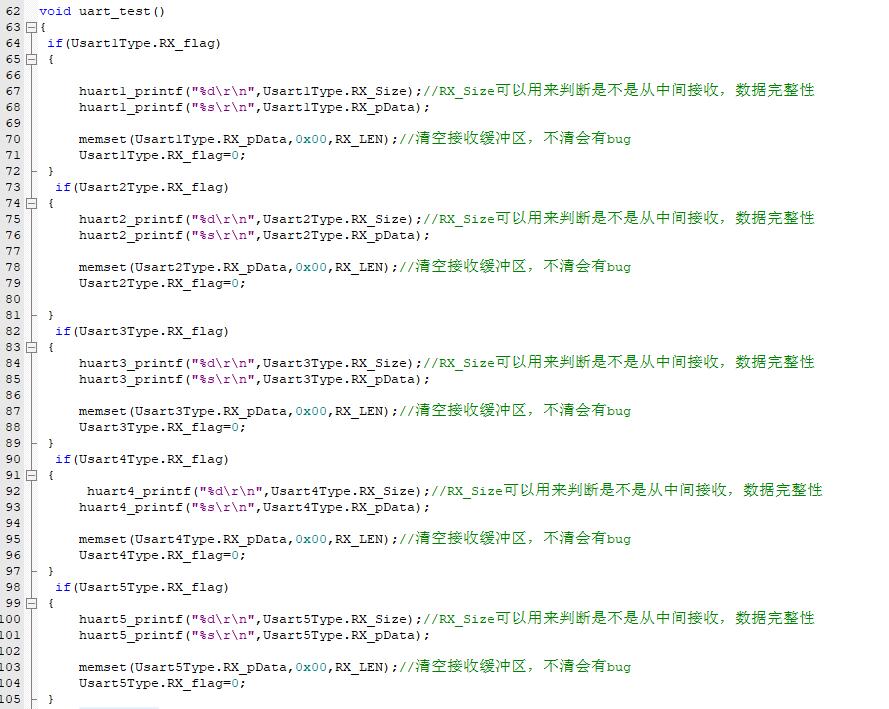 62 void uart_test()
63 {
64 if(Usart1Type.RX_flag)
65 {
66
67 huart1_printf("%d\r\n",Usart1Type.RX_Size);//RX_Size可以用来判断是不是从中间接收，数据完整性
68 huart1_printf("%s\r\n",Usart1Type.RX_pData);
69
70 memset(Usart1Type.RX_pData,0x00,RX_LEN);//清空接收缓冲区，不清会有bug
71 Usart1Type.RX_flag=0;
72 }
73 if(Usart2Type.RX_flag)
74 {
75 huart2_printf("%d\r\n",Usart2Type.RX_Size);//RX_Size可以用来判断是不是从中间接收，数据完整性
76 huart2_printf("%s\r\n",Usart2Type.RX_pData);
77
78 memset(Usart2Type.RX_pData,0x00,RX_LEN);//清空接收缓冲区，不清会有bug
79 Usart2Type.RX_flag=0;
80
81 }
82 if(Usart3Type.RX_flag)
83 {
84 huart3_printf("%d\r\n",Usart3Type.RX_Size);//RX_Size可以用来判断是不是从中间接收，数据完整性
85 huart3_printf("%s\r\n",Usart3Type.RX_pData);
86
87 memset(Usart3Type.RX_pData,0x00,RX_LEN);//清空接收缓冲区，不清会有bug
88 Usart3Type.RX_flag=0;
89 }
90 if(Usart4Type.RX_flag)
91 {
92 huart4_printf("%d\r\n",Usart4Type.RX_Size);//RX_Size可以用来判断是不是从中间接收，数据完整性
93 huart4_printf("%s\r\n",Usart4Type.RX_pData);
94
95 memset(Usart4Type.RX_pData,0x00,RX_LEN);//清空接收缓冲区，不清会有bug
96 Usart4Type.RX_flag=0;
97 }
98 if(Usart5Type.RX_flag)
99 {
100 huart5_printf("%d\r\n",Usart5Type.RX_Size);//RX_Size可以用来判断是不是从中间接收，数据完整性
101 huart5_printf("%s\r\n",Usart5Type.RX_pData);
102
103 memset(Usart5Type.RX_pData,0x00,RX_LEN);//清空接收缓冲区，不清会有bug
104 Usart5Type.RX_flag=0;
105 }